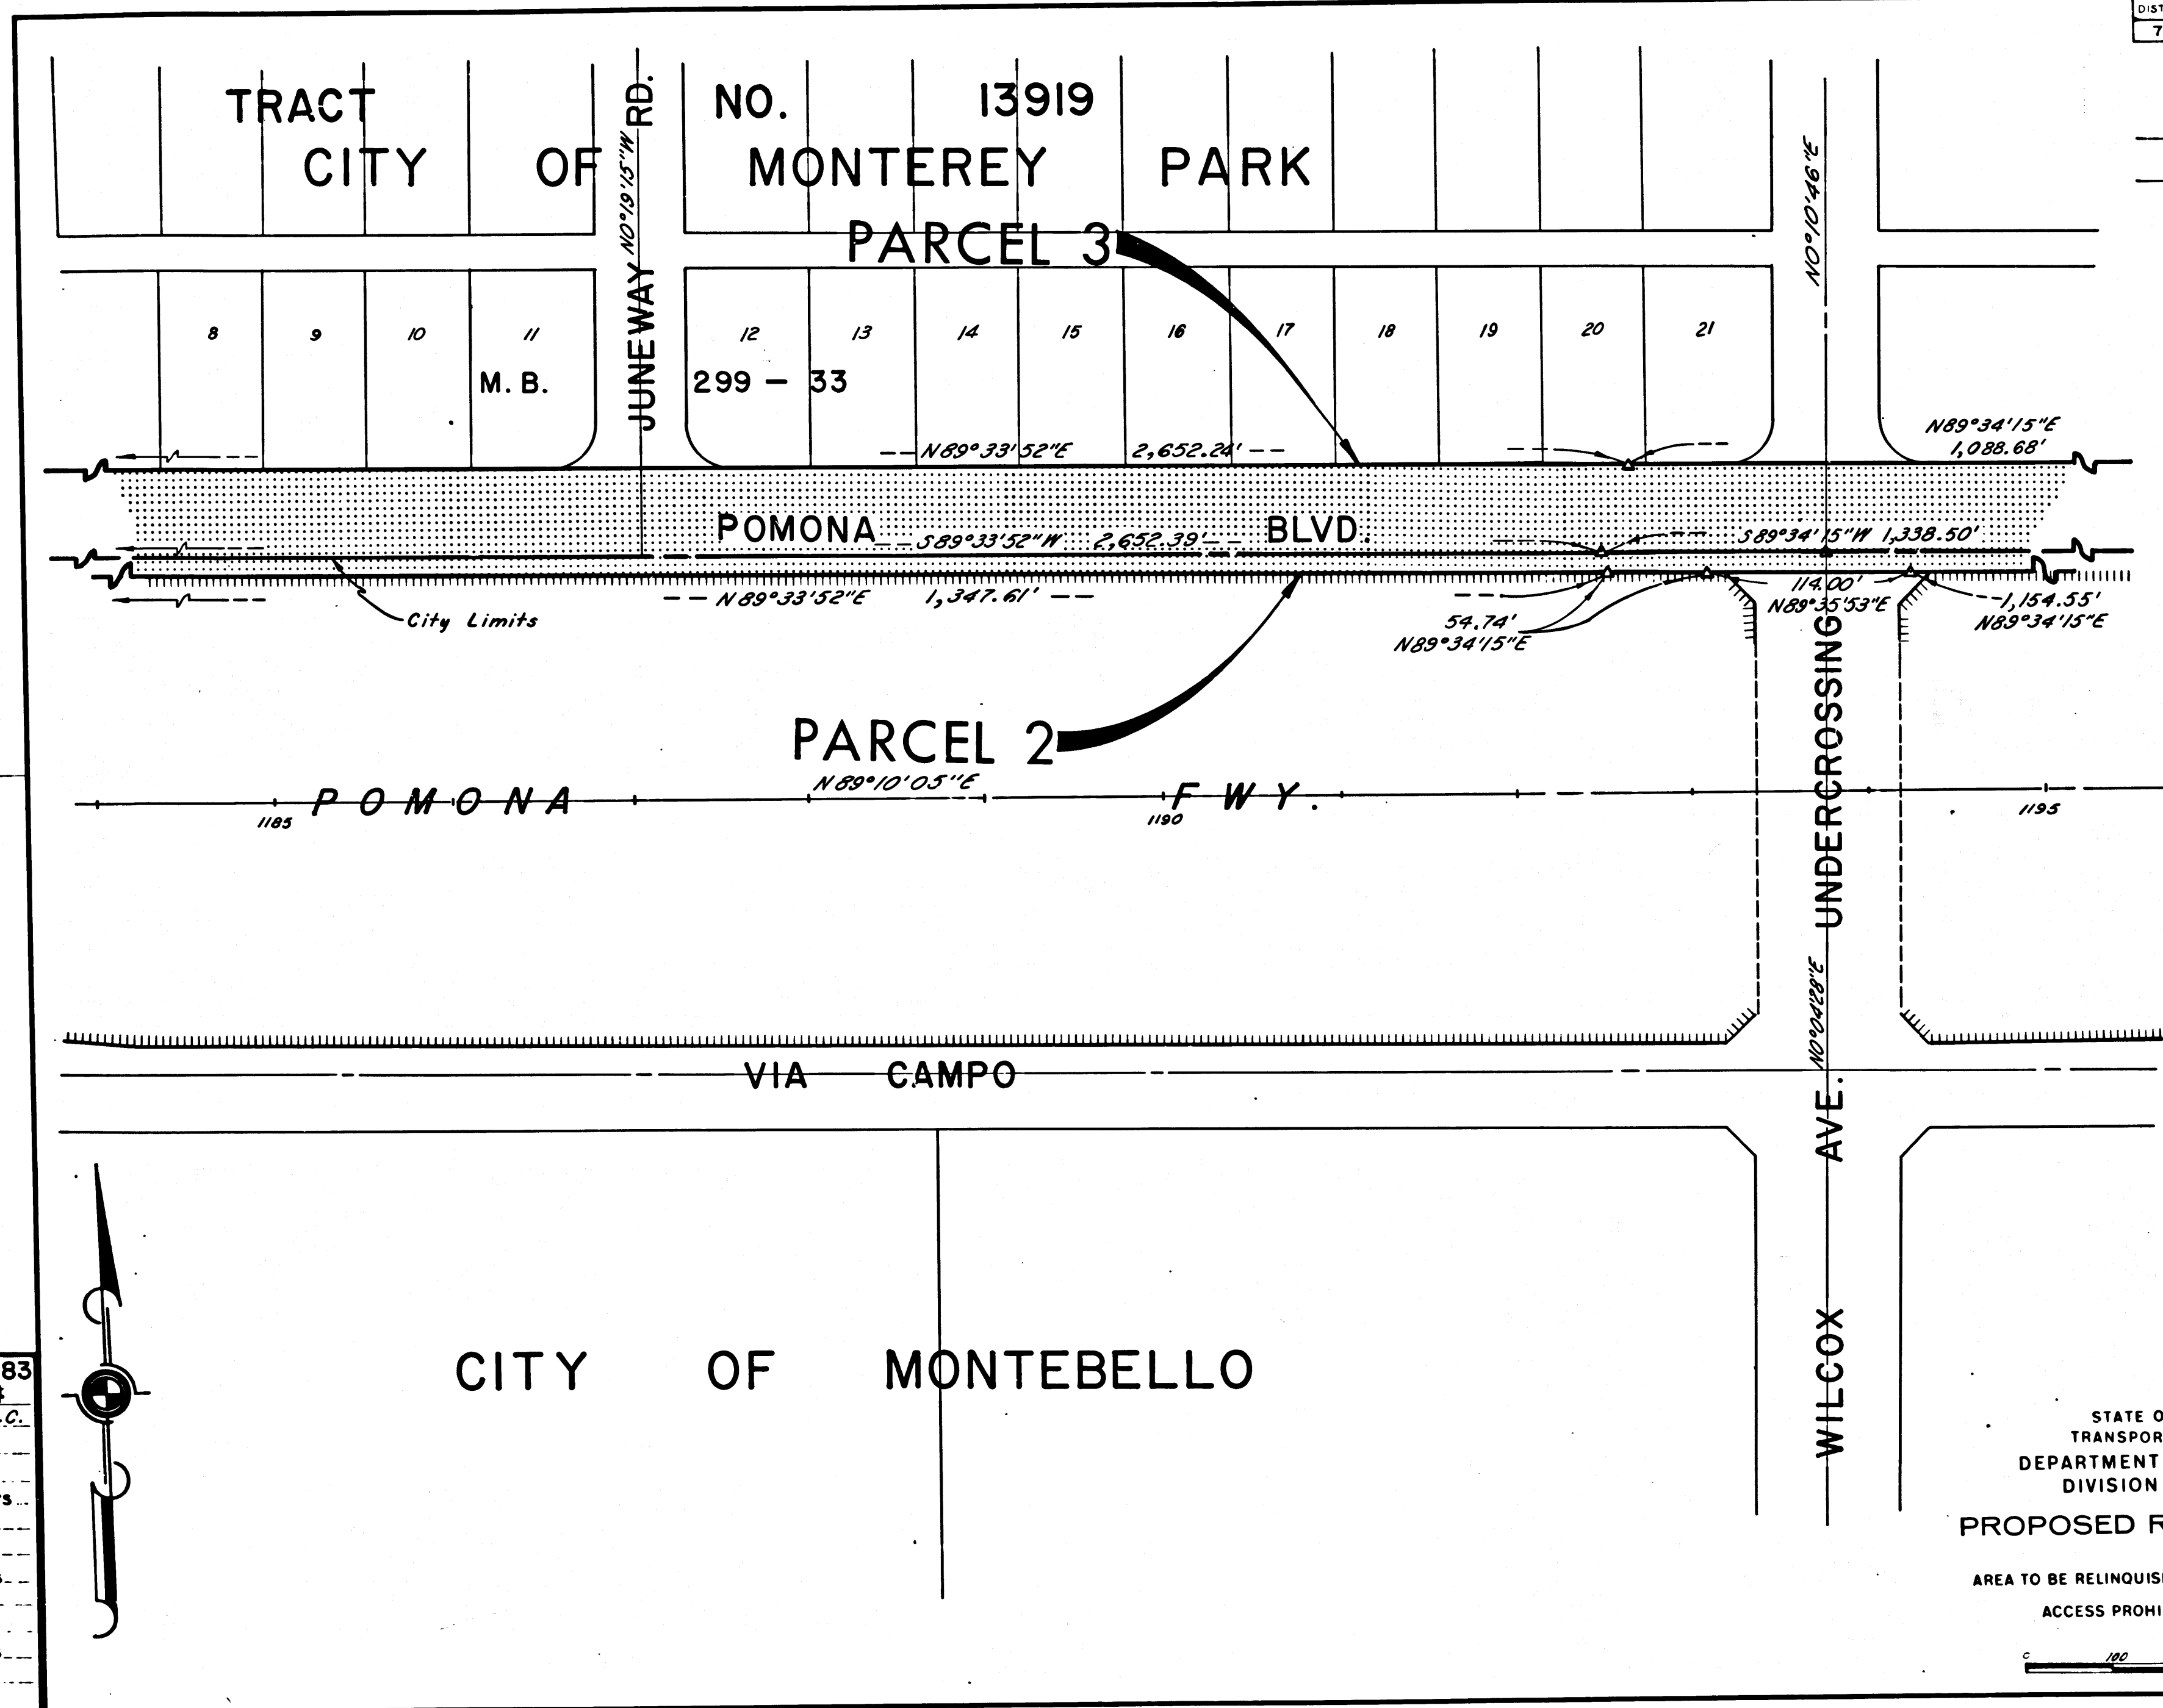 DIST
7
TRACT NO. 13919
CITY OF MONTEREY PARK
PARCEL 3
JUNEWAY RD.
N0°19'15"W
N0°10'46"E
8 9 10 11 12 13 14 15 16 17 18 19 20 21
M. B. 299 - 33
N89°33'52"E 2,652.24'
N89°34'15"E
1,088.68'
POMONA BLVD.
S89°33'52"W 2,652.39'
S89°34'15"W 1,338.50'
N89°33'52"E 1,347.61'
City Limits
54.74'
N89°34'15"E
114.00'
N89°35'53"E
1,154.55'
N89°34'15"E
PARCEL 2
N89°10'05"E
POMONA FWY.
1185
1190
1195
WILCOX AVE. UNDERCROSSING
N0°04'28"E
VIA CAMPO
CITY OF MONTEBELLO
83
.C.
STATE O
TRANSPOR
DEPARTMENT
DIVISION
PROPOSED R
AREA TO BE RELINQUIS
ACCESS PROHI
100